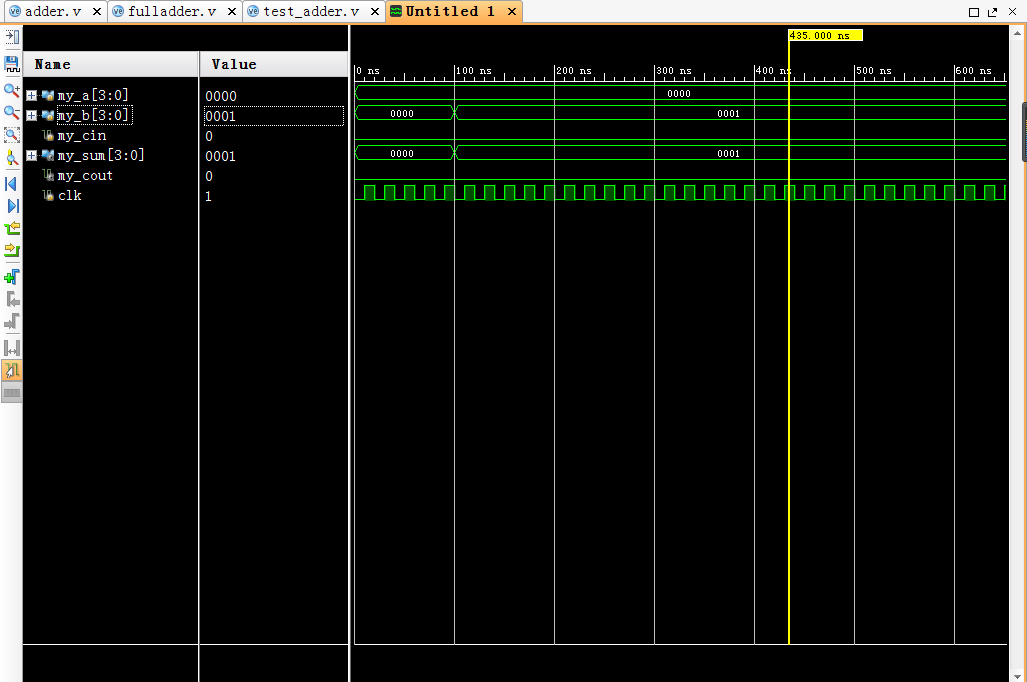 adder.v fulladder.v test_adder.v Untitled 1
435.000 ns
Name Value
0 ns 100 ns 200 ns 300 ns 400 ns 500 ns 600 ns
my_a[3:0] 0000 0000
my_b[3:0] 0001 0000 0001
my_cin 0
my_sum[3:0] 0001 0000 0001
my_cout 0
clk 1